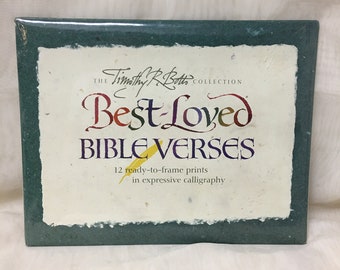 THE Timothy R. Botts COLLECTION
Best-Loved
BIBLE VERSES
12 ready-to-frame prints
in expressive calligraphy